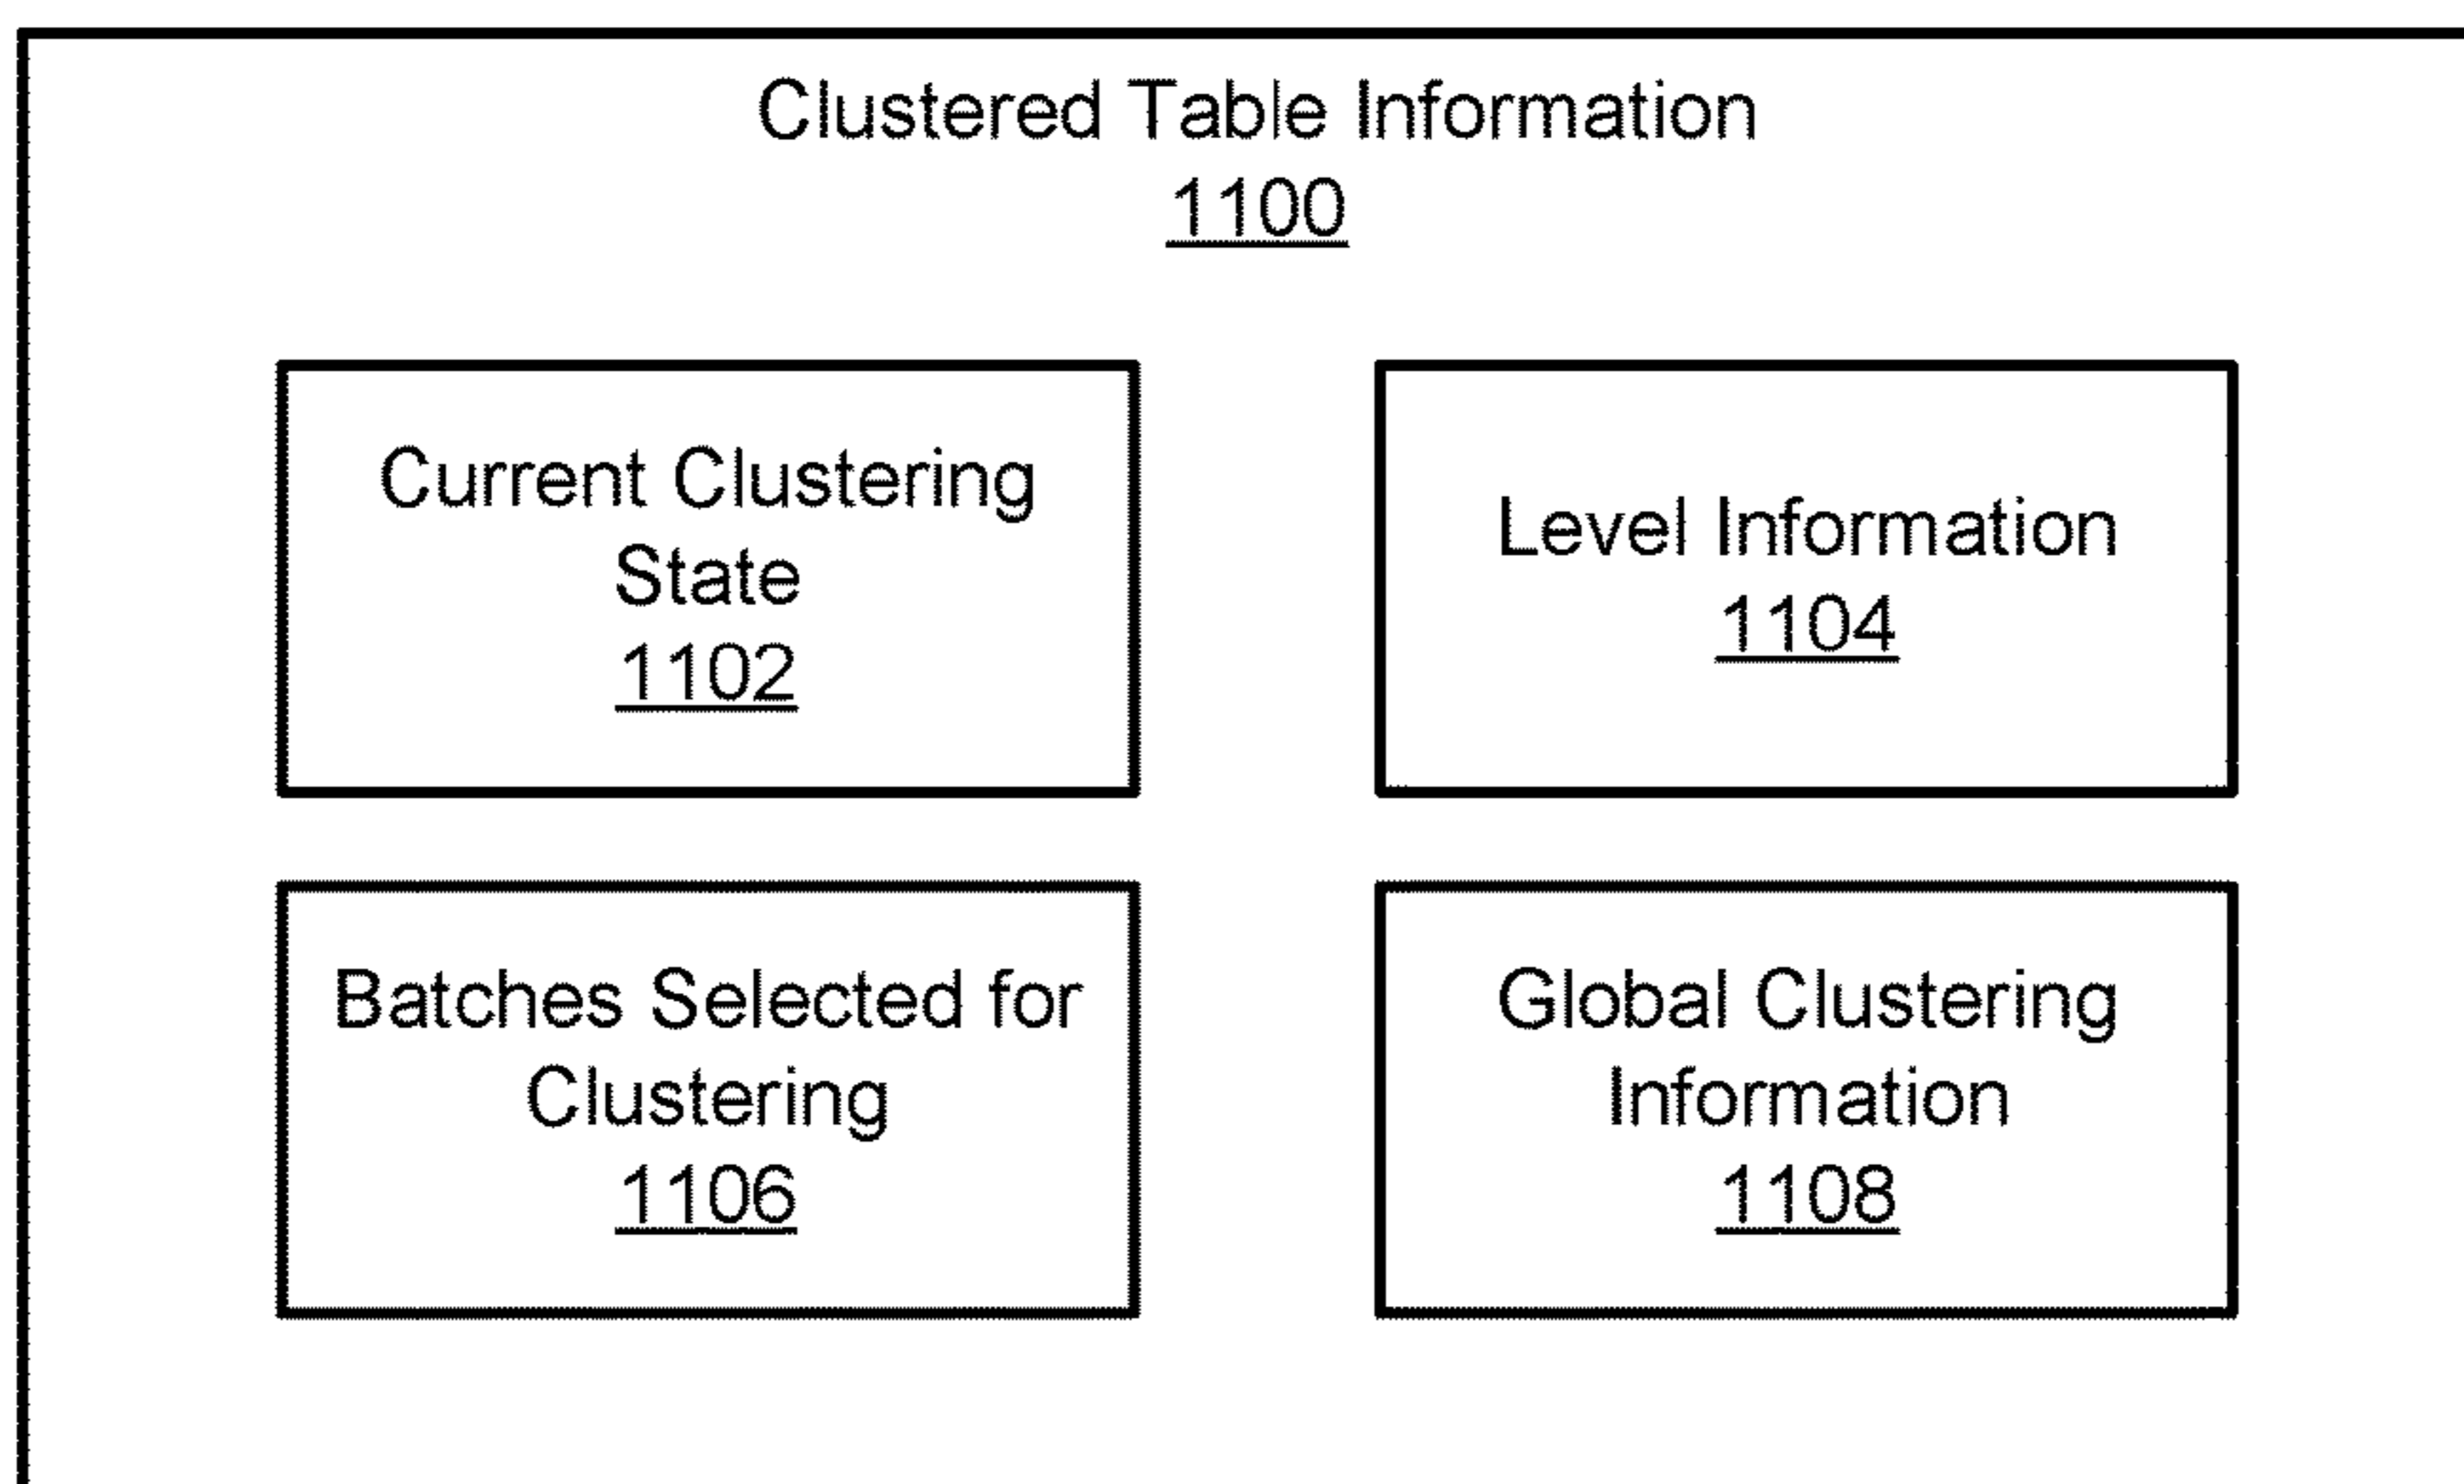 Clustered Table Information
1100
Current Clustering
State
1102
Level Information
1104
Batches Selected for
Clustering
1106
Global Clustering
Information
1108